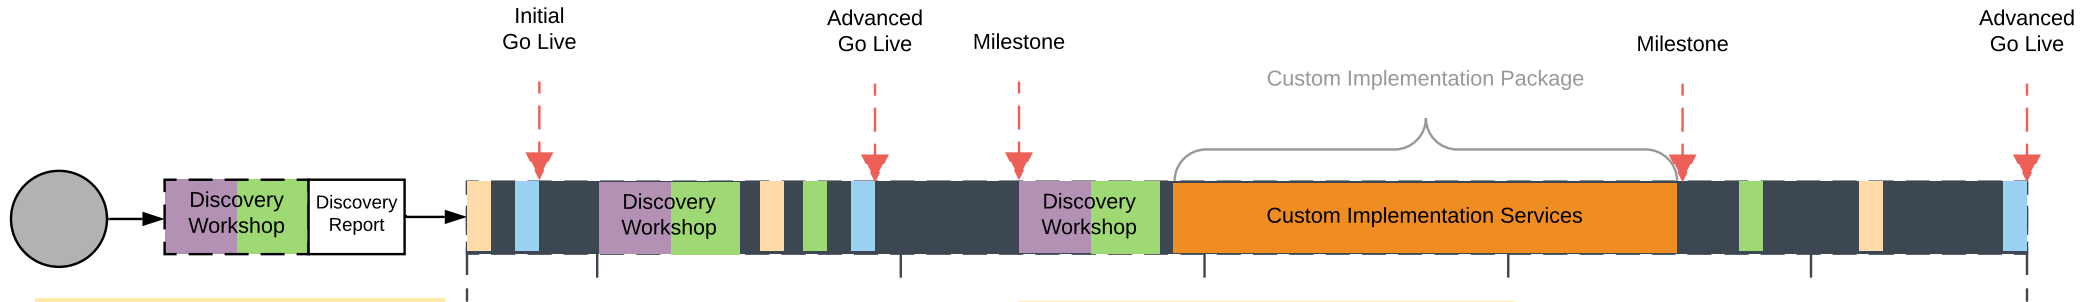 Initial
Go Live
Advanced
Go Live
Milestone
Custom Implementation Package
Milestone
Advanced
Go Live
Discovery
Workshop
Discovery
Report
Discovery
Workshop
Discovery
Workshop
Custom Implementation Services